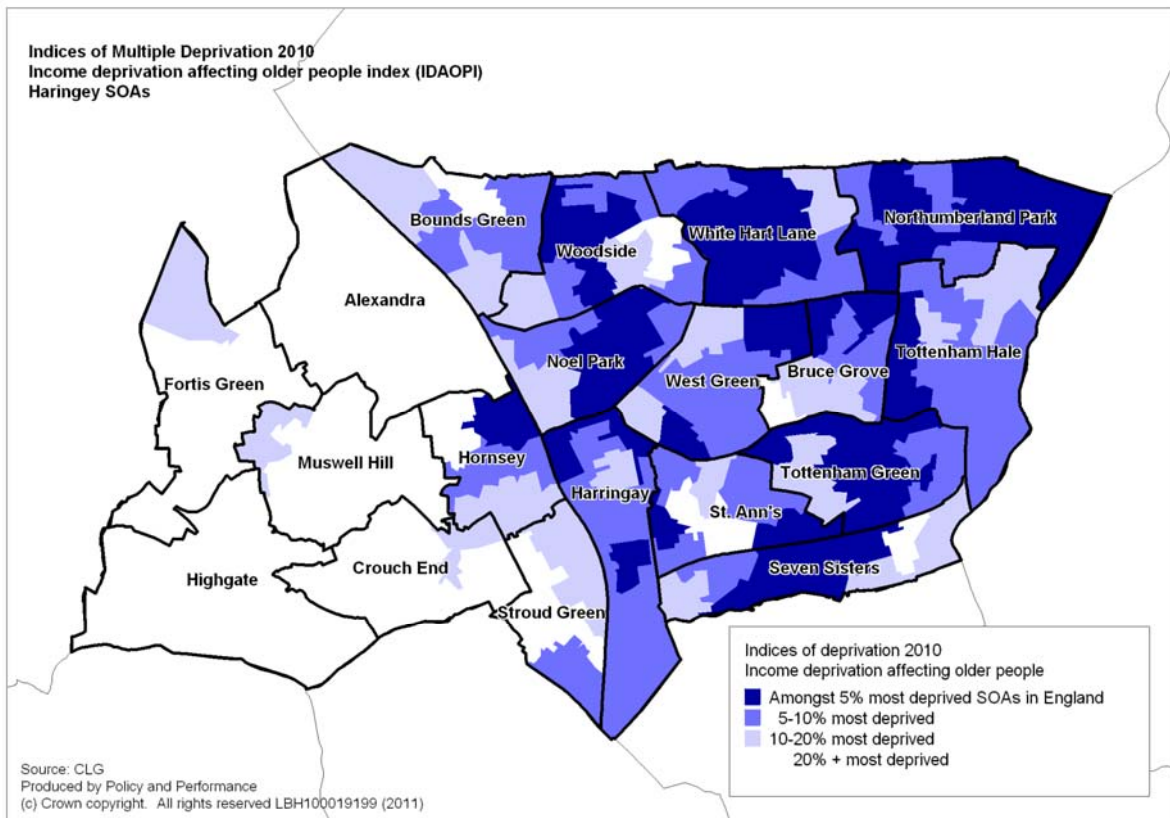 Indices of Multiple Deprivation 2010
Income deprivation affecting older people index (IDAOPI)
Haringey SOAs
Bounds Green
Woodside
White Hart Lane
Northumberland Park
Alexandra
Noel Park
West Green
Bruce Grove
Tottenham Hale
Fortis Green
Muswell Hill
Hornsey
Harringay
St. Ann's
Tottenham Green
Highgate
Crouch End
Seven Sisters
Stroud Green
Indices of deprivation 2010
Income deprivation affecting older people
Amongst 5% most deprived SOAs in England
5-10% most deprived
10-20% most deprived
20% + most deprived
Source: CLG
Produced by Policy and Performance
(c) Crown copyright. All rights reserved LBH100019199 (2011)